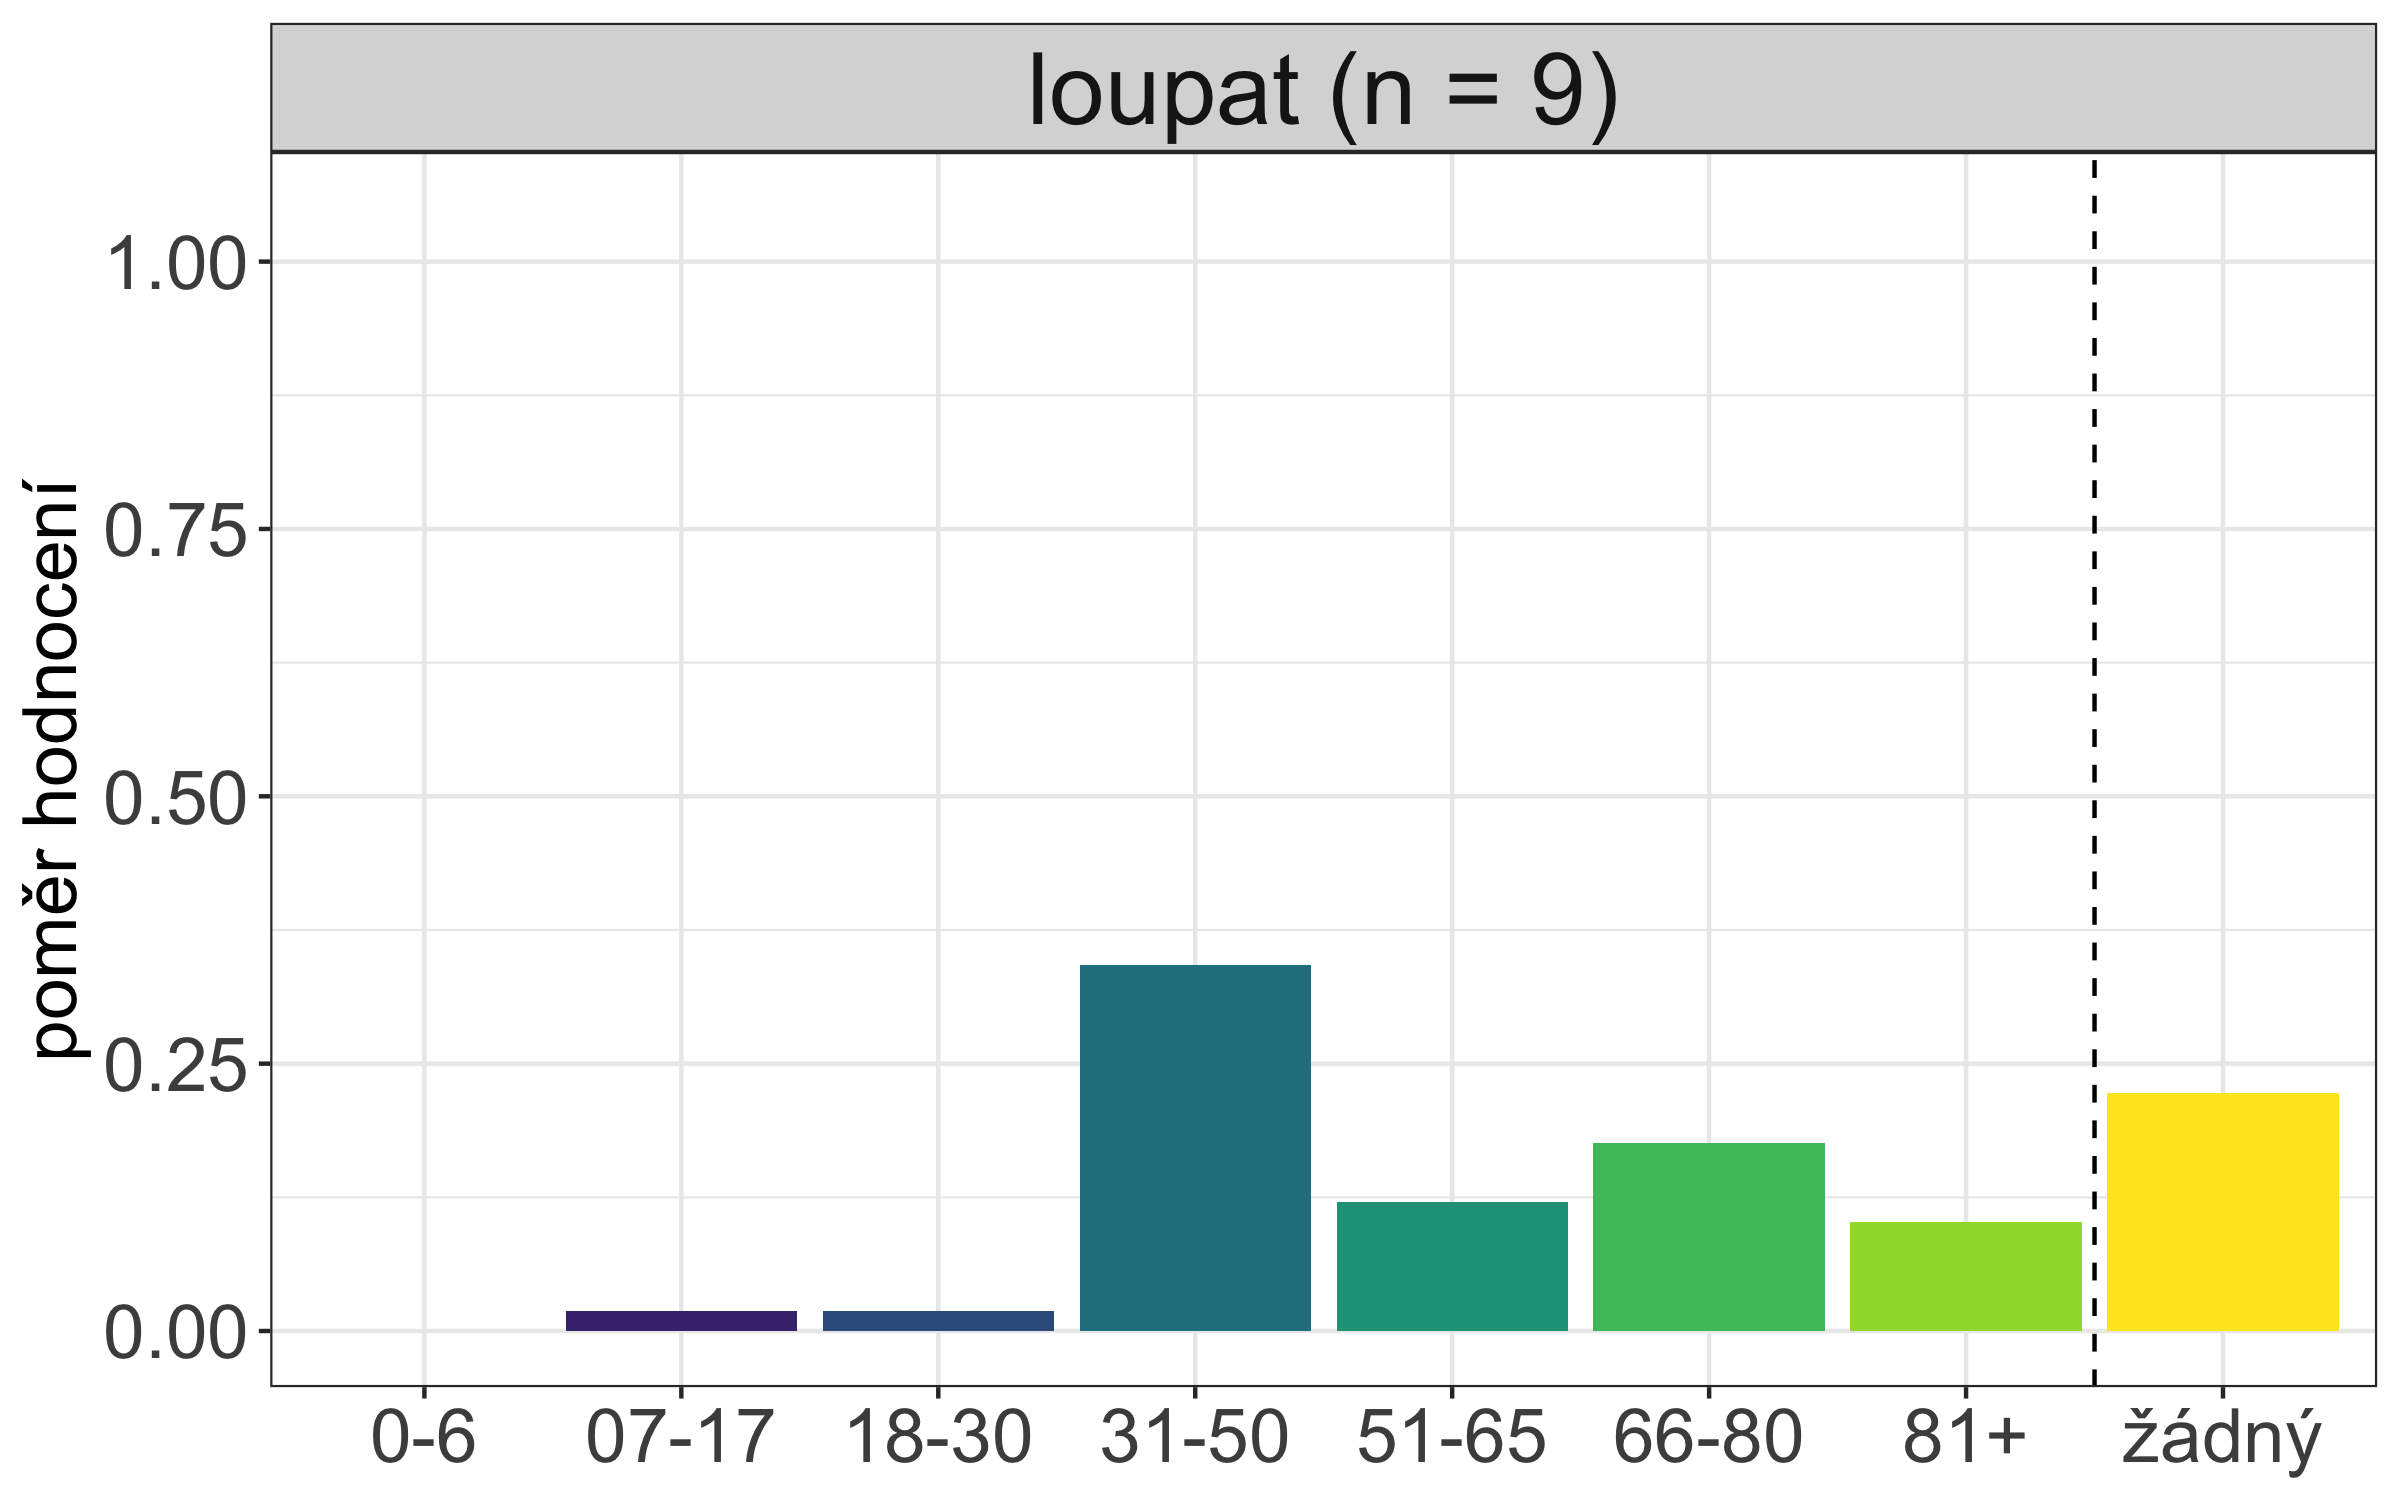 loupat (n = 9)
poměr hodnocení
1.00
0.75
0.50
0.25
0.00
0-6 07-17 18-30 31-50 51-65 66-80 81+ žádný